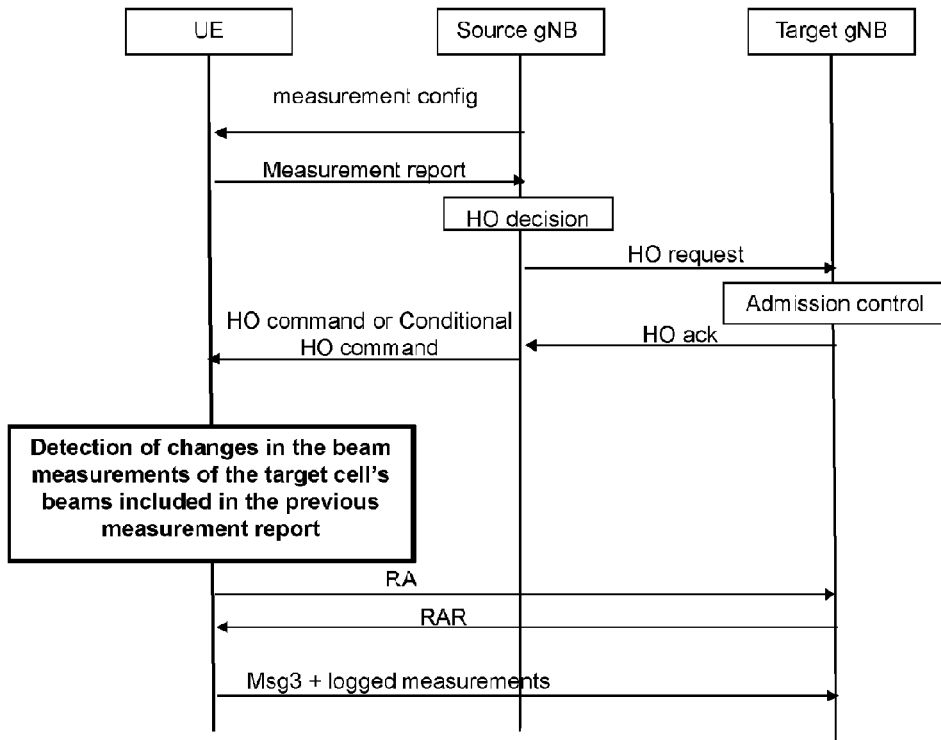 UE
Source gNB
Target gNB
measurement config
Measurement report
HO decision
HO request
Admission control
HO command or Conditional
HO command
HO ack
Detection of changes in the beam
measurements of the target cell's
beams included in the previous
measurement report
RA
RAR
Msg3 + logged measurements